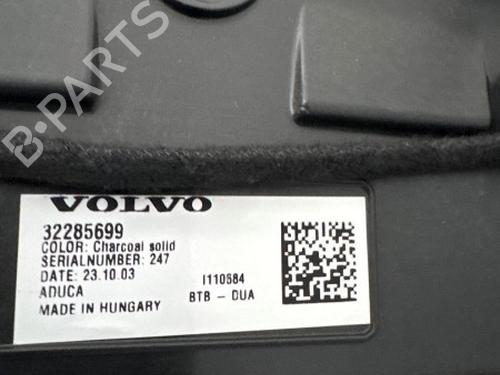 B-PARTS
VOLVO
32285699
COLOR: Charcoal solid
SERIALNUMBER: 247
DATE: 23.10.03 I110684
ADUCA BTB - DUA
MADE IN HUNGARY